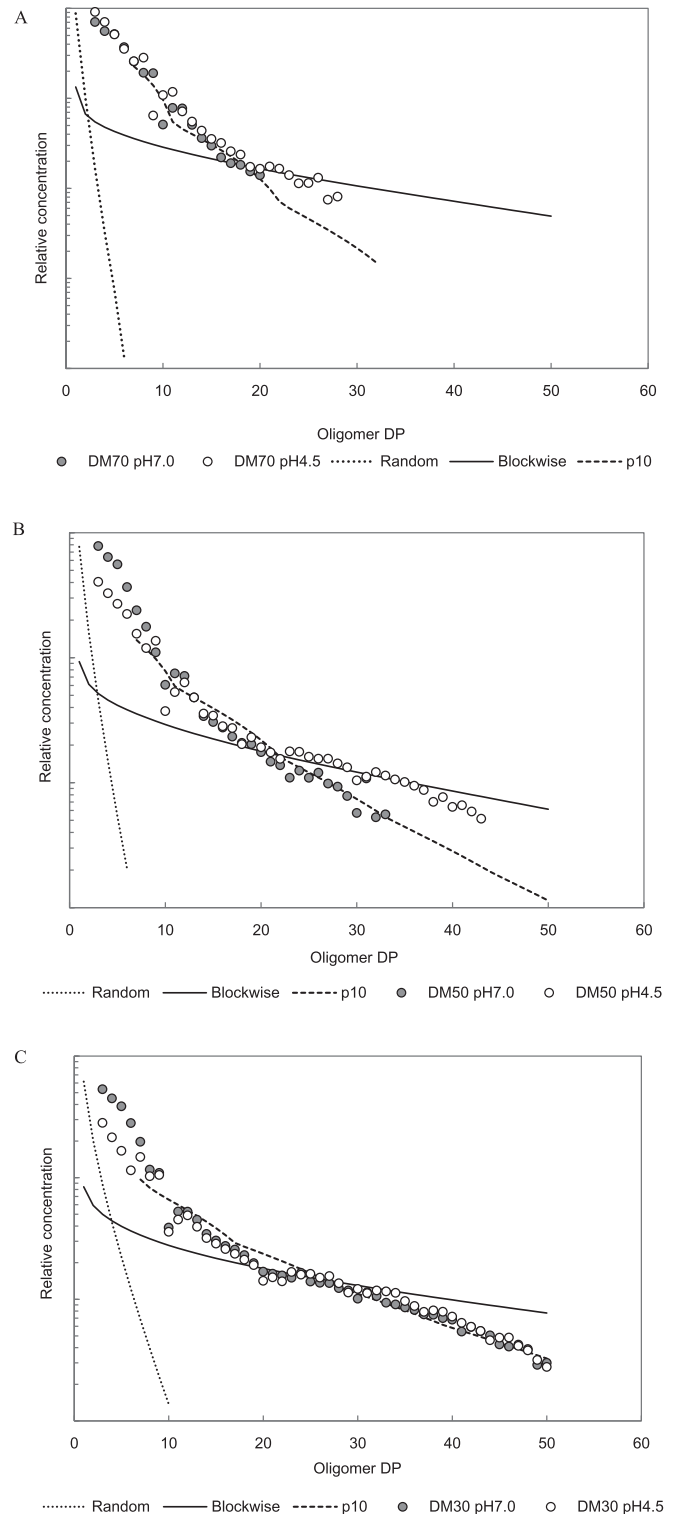 A
Relative concentration
0 10 20 30 40 50 60
Oligomer DP
DM70 pH7.0 DM70 pH4.5 Random Blockwise p10
B
Relative concentration
0 10 20 30 40 50 60
Oligomer DP
Random Blockwise p10 DM50 pH7.0 DM50 pH4.5
C
Relative concentration
0 10 20 30 40 50 60
Oligomer DP
Random Blockwise p10 DM30 pH7.0 DM30 pH4.5